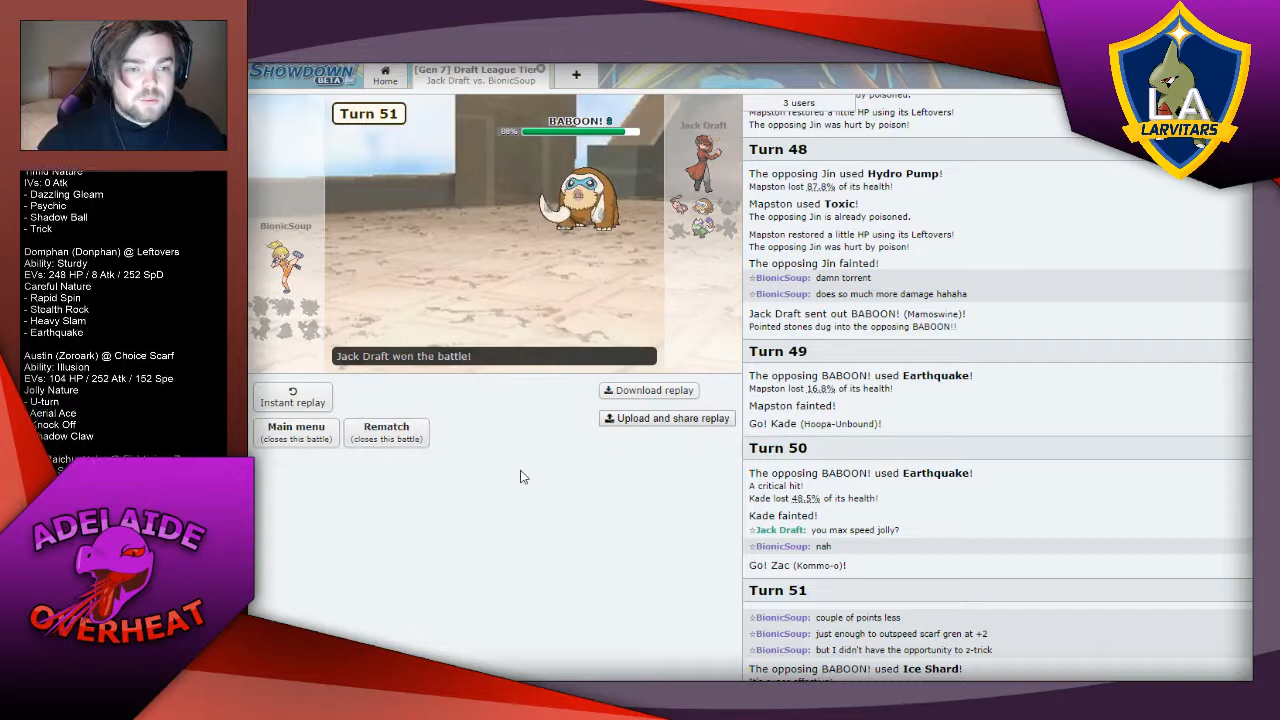 Timid Nature
IVs: 0 Atk
- Dazzling Gleam
- Psychic
- Shadow Ball
- Trick
Domphan (Donphan) @ Leftovers
Ability: Sturdy
EVs: 248 HP / 8 Atk / 252 SpD
Careful Nature
- Rapid Spin
- Stealth Rock
- Heavy Slam
- Earthquake
Austin (Zoroark) @ Choice Scarf
Ability: Illusion
EVs: 104 HP / 252 Atk / 152 Spe
Jolly Nature
- U-turn
- Aerial Ace
- Knock Off
- Shadow Claw
ADELAIDE
OVERHEAT
SHOWDOWN
BETA
Home
[Gen 7] Draft League Tier
Jack Draft vs. BionicSoup
+
Turn 51
BABOON!
88%
Jack Draft
BionicSoup
Jack Draft won the battle!
Instant replay
Download replay
Upload and share replay
Main menu
(closes this battle)
Rematch
(closes this battle)
3 users
Mapston restored a little HP using its Leftovers!
The opposing Jin was hurt by poison!
Turn 48
The opposing Jin used Hydro Pump!
Mapston lost 87.8% of its health!
Mapston used Toxic!
The opposing Jin is already poisoned.
Mapston restored a little HP using its Leftovers!
The opposing Jin was hurt by poison!
The opposing Jin fainted!
☆BionicSoup: damn torrent
☆BionicSoup: does so much more damage hahaha
Jack Draft sent out BABOON! (Mamoswine)!
Pointed stones dug into the opposing BABOON!!
Turn 49
The opposing BABOON! used Earthquake!
Mapston lost 16.8% of its health!
Mapston fainted!
Go! Kade (Hoopa-Unbound)!
Turn 50
The opposing BABOON! used Earthquake!
A critical hit!
Kade lost 48.5% of its health!
Kade fainted!
☆Jack Draft: you max speed jolly?
☆BionicSoup: nah
Go! Zac (Kommo-o)!
Turn 51
☆BionicSoup: couple of points less
☆BionicSoup: just enough to outspeed scarf gren at +2
☆BionicSoup: but I didn't have the opportunity to z-trick
The opposing BABOON! used Ice Shard!
LA
LARVITARS